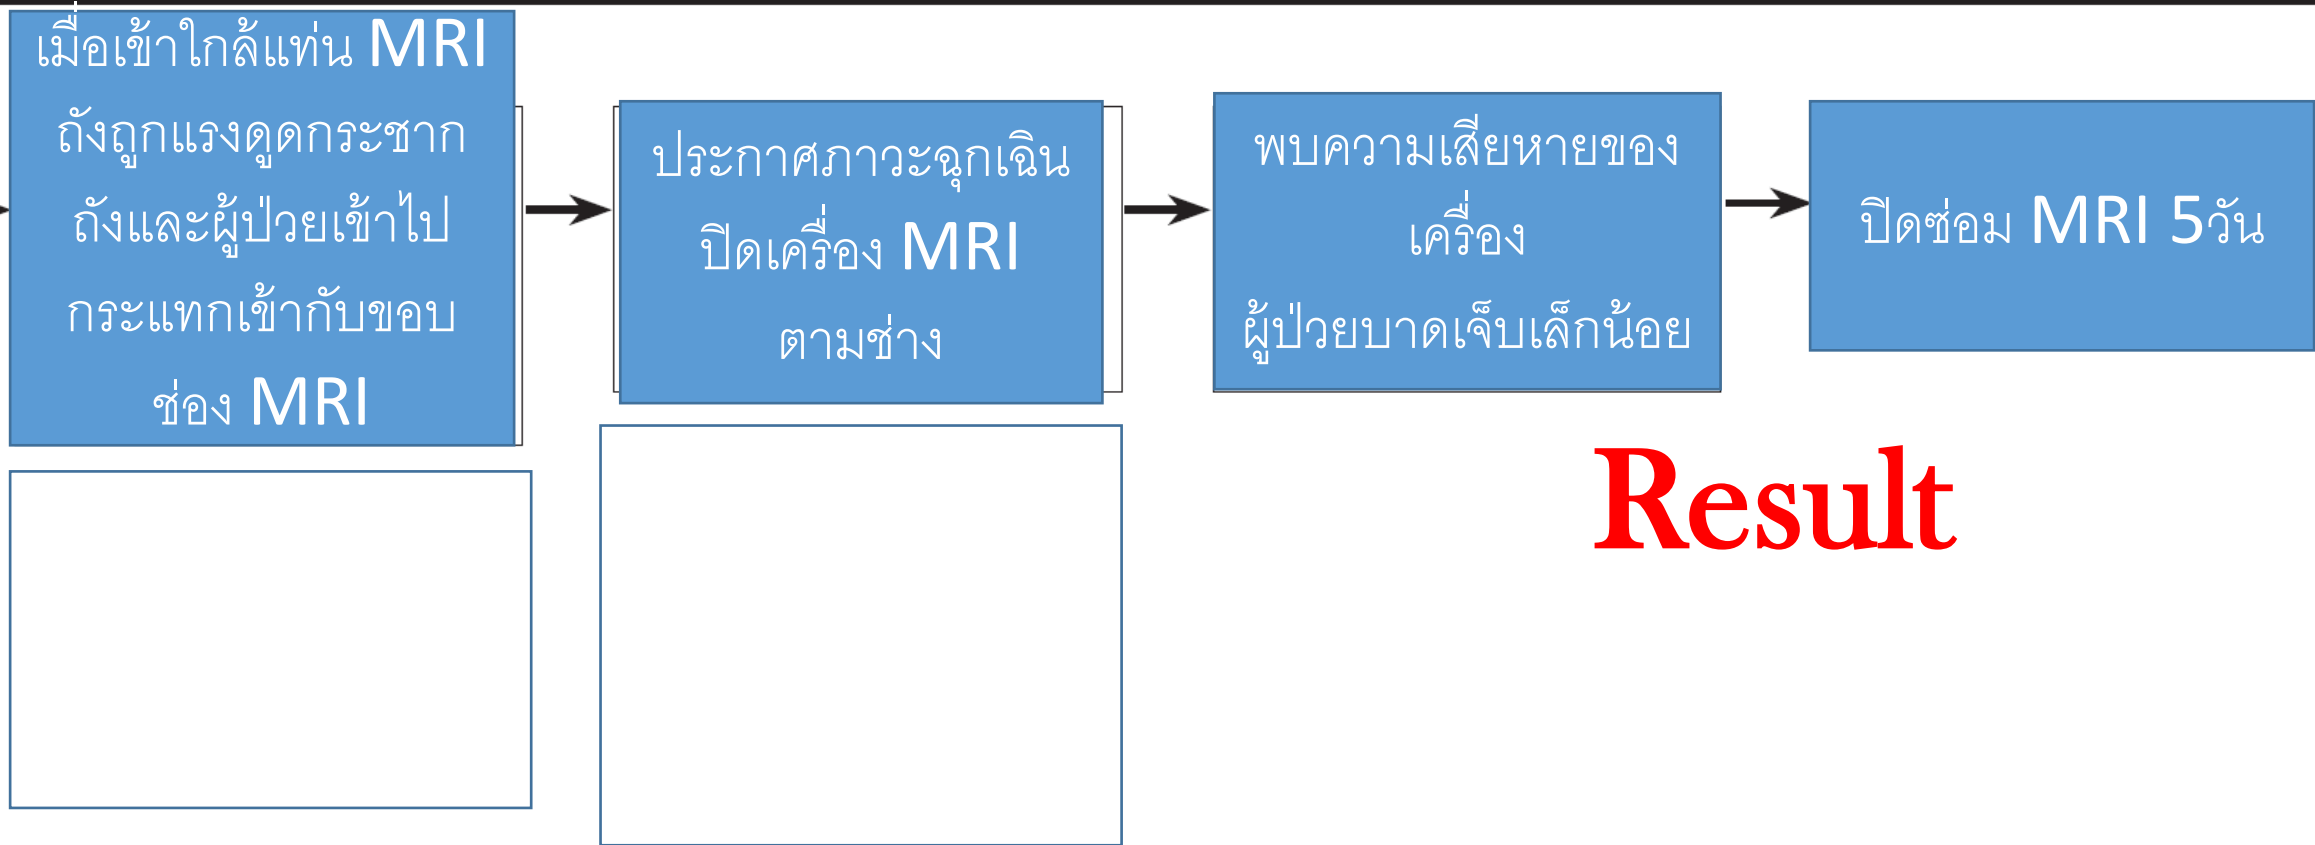 เมื่อเข้าใกล้แท่น MRI
ถังถูกแรงดูดกระชาก
ถังและผู้ป่วยเข้าไป
กระแทกเข้ากับขอบ
ช่อง MRI
ประกาศภาวะฉุกเฉิน
ปิดเครื่อง MRI
ตามช่าง
พบความเสียหายของ
เครื่อง
ผู้ป่วยบาดเจ็บเล็กน้อย
ปิดซ่อม MRI 5วัน
Result